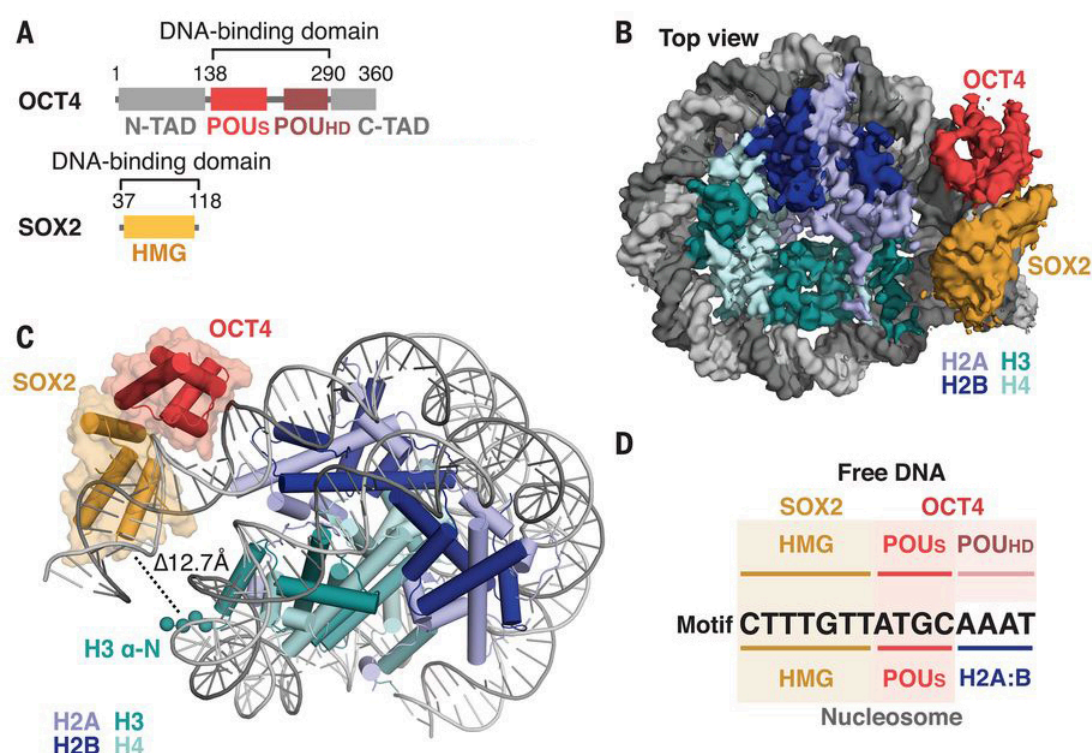 A
DNA-binding domain
1 138 290 360
OCT4
N-TAD POUS POUHD C-TAD
DNA-binding domain
37 118
SOX2
HMG
B Top view
OCT4
SOX2
H2A H3
H2B H4
C
OCT4
SOX2
Δ12.7Å
H3 α-N
H2A H3
H2B H4
D
Free DNA
SOX2 OCT4
HMG POUS POUHD
Motif CTTTGTTATGCAAAT
HMG POUS H2A:B
Nucleosome